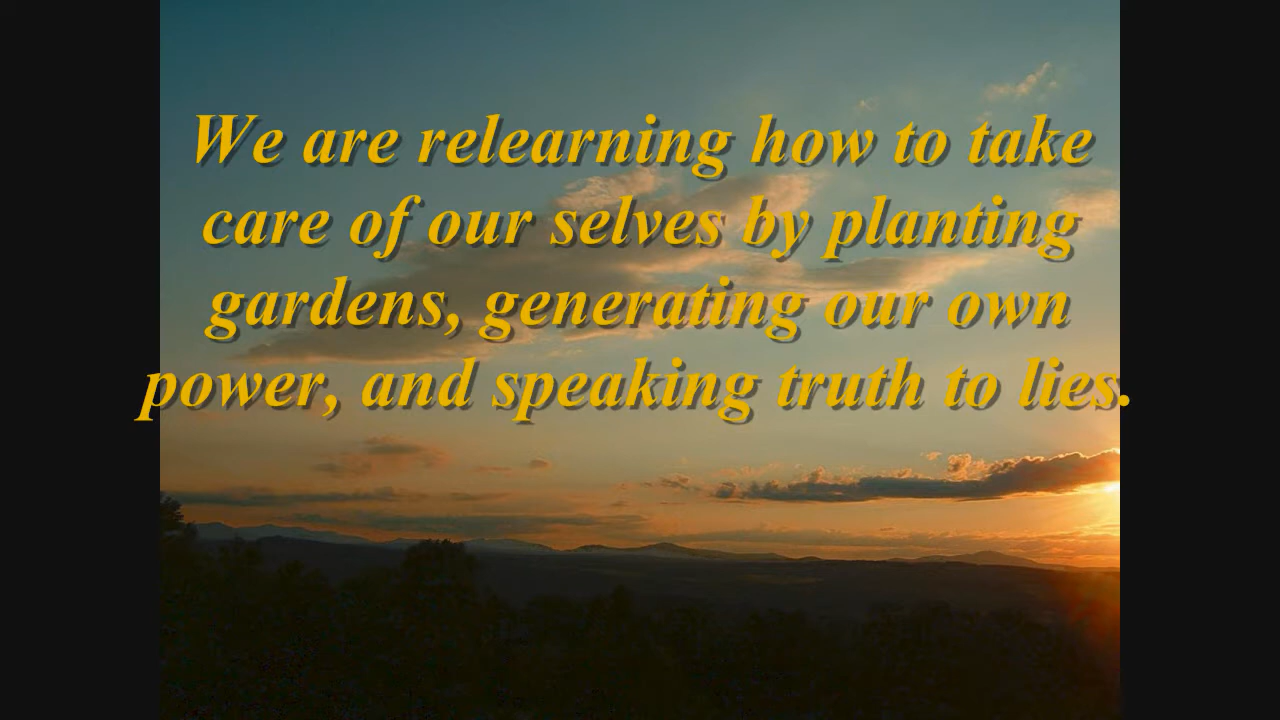 We are relearning how to take
care of our selves by planting
gardens, generating our own
power, and speaking truth to lies.